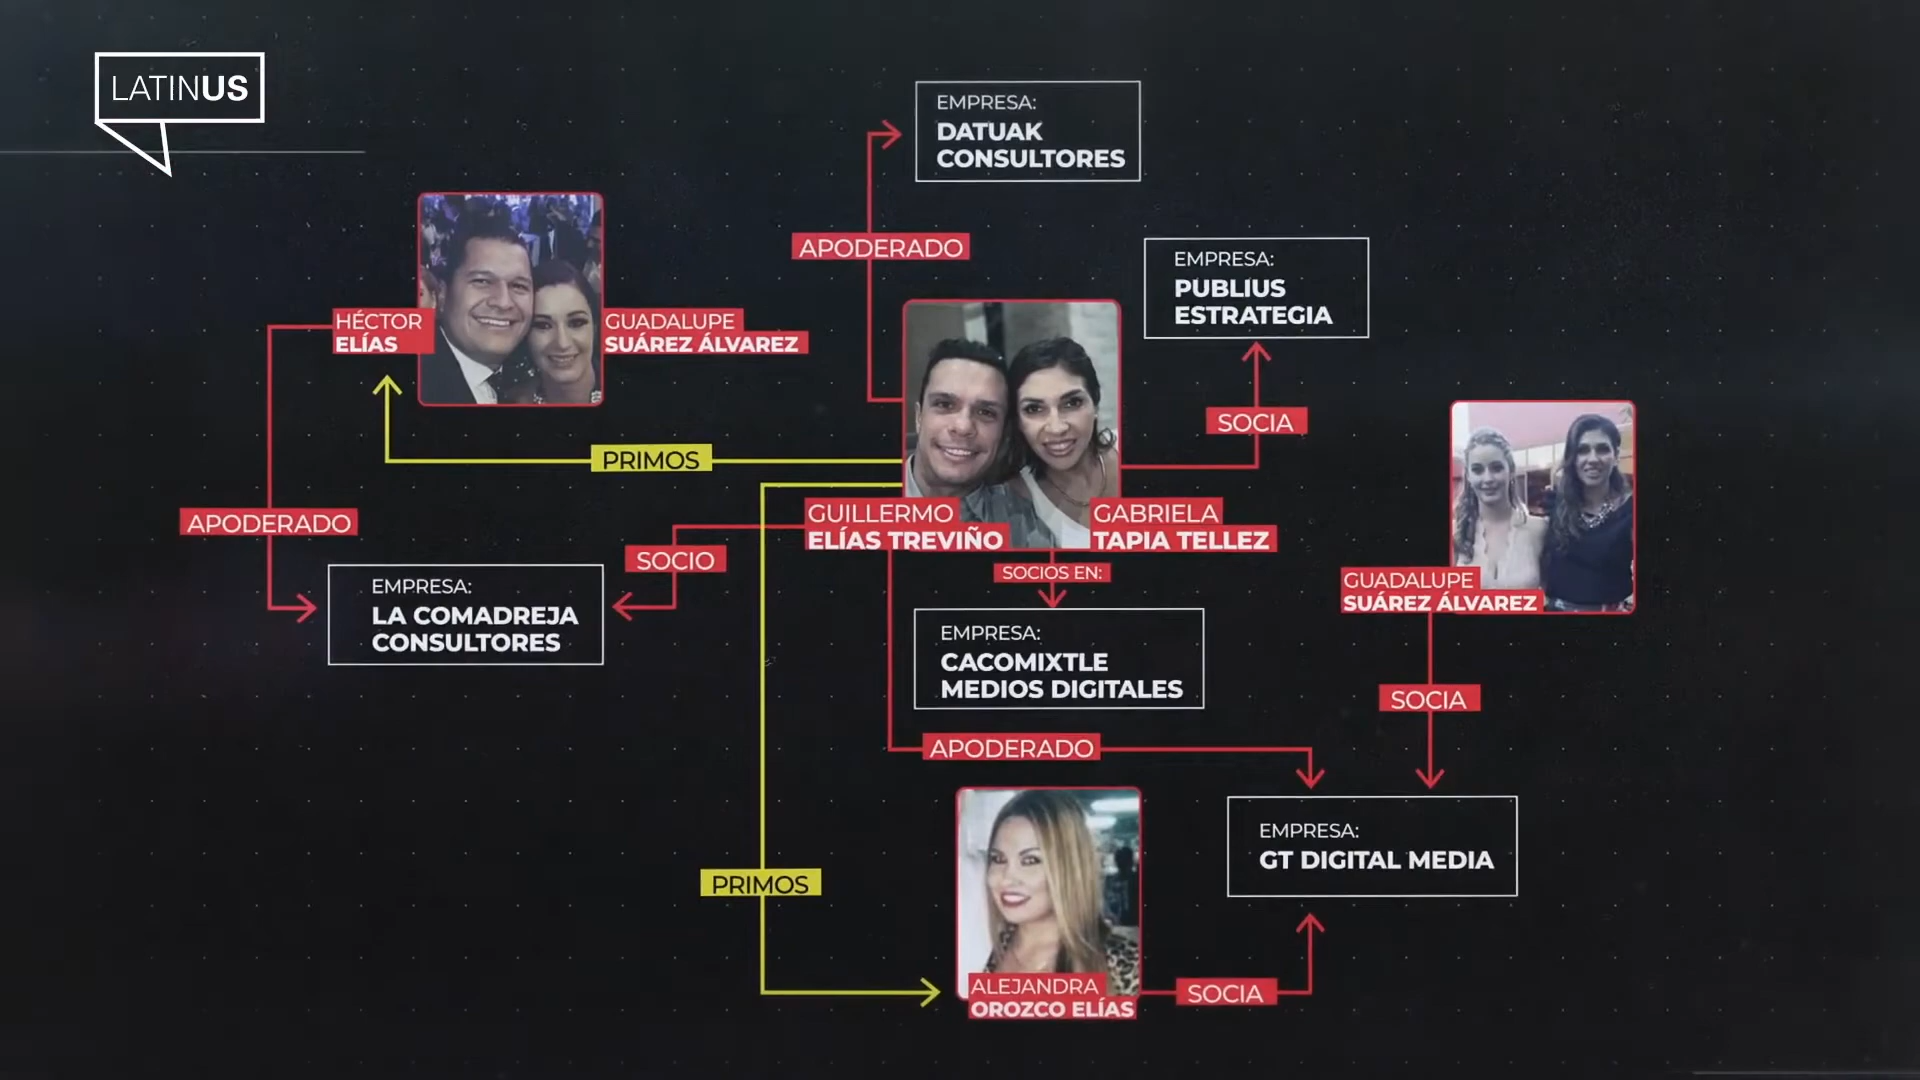 LATINUS
EMPRESA:
DATUAK
CONSULTORES
APODERADO
EMPRESA:
PUBLIUS
ESTRATEGIA
HÉCTOR
ELÍAS
GUADALUPE
SUÁREZ ÁLVAREZ
SOCIA
PRIMOS
APODERADO
GUILLERMO
ELÍAS TREVIÑO
GABRIELA
TAPIA TELLEZ
SOCIO
SOCIOS EN:
GUADALUPE
SUÁREZ ÁLVAREZ
EMPRESA:
LA COMADREJA
CONSULTORES
EMPRESA:
CACOMIXTLE
MEDIOS DIGITALES
SOCIA
APODERADO
EMPRESA:
GT DIGITAL MEDIA
PRIMOS
ALEJANDRA
OROZCO ELÍAS
SOCIA